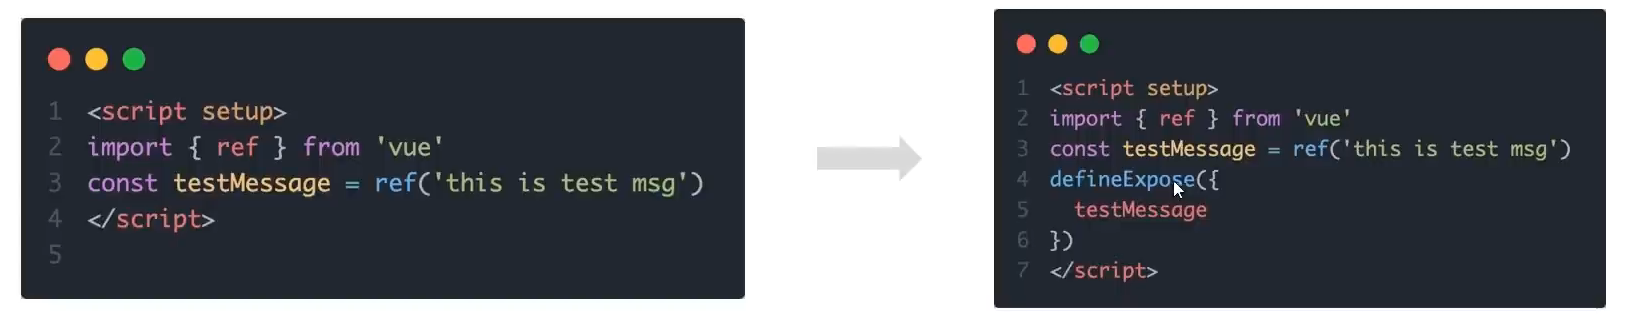 1 <script setup>
2 import { ref } from 'vue'
3 const testMessage = ref('this is test msg')
4 </script>
5
1 <script setup>
2 import { ref } from 'vue'
3 const testMessage = ref('this is test msg')
4 defineExpose({
5   testMessage
6 })
7 </script>